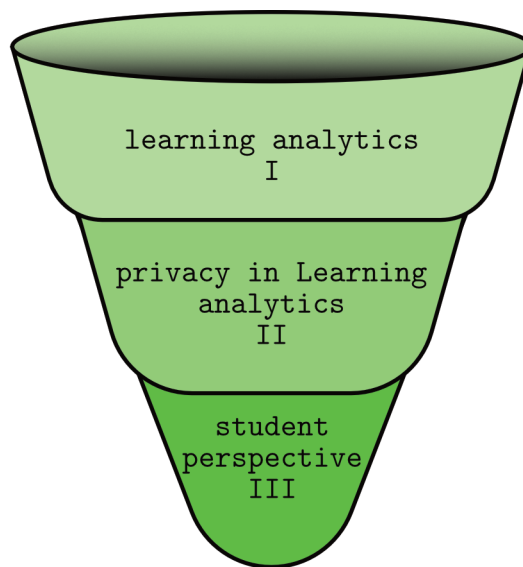 learning analytics
I
privacy in Learning
analytics
II
student
perspective
III